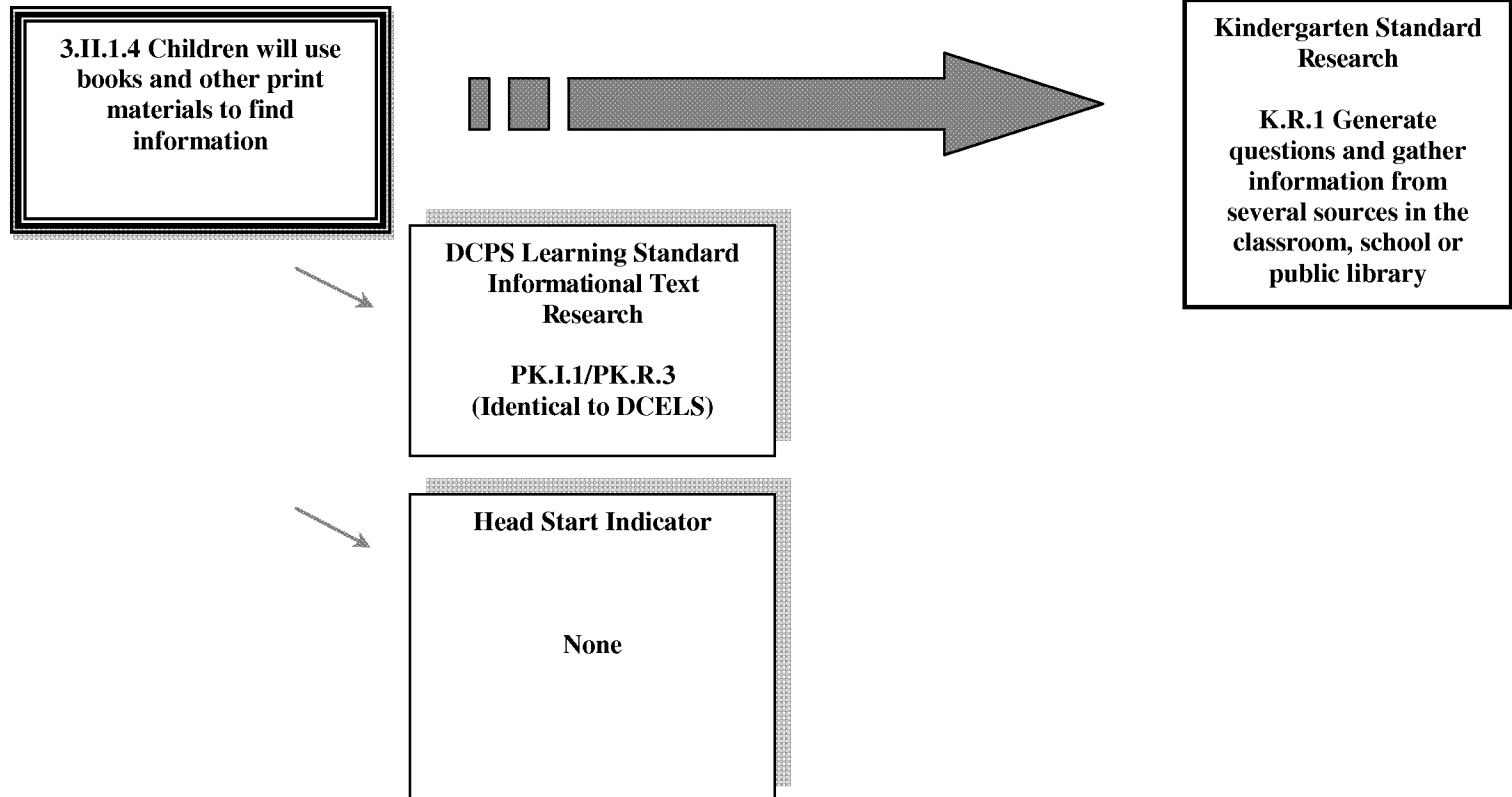 3.II.1.4 Children will use
books and other print
materials to find
information
Kindergarten Standard
Research
K.R.1 Generate
questions and gather
information from
several sources in the
classroom, school or
public library
DCPS Learning Standard
Informational Text
Research
PK.I.1/PK.R.3
(Identical to DCELS)
Head Start Indicator
None